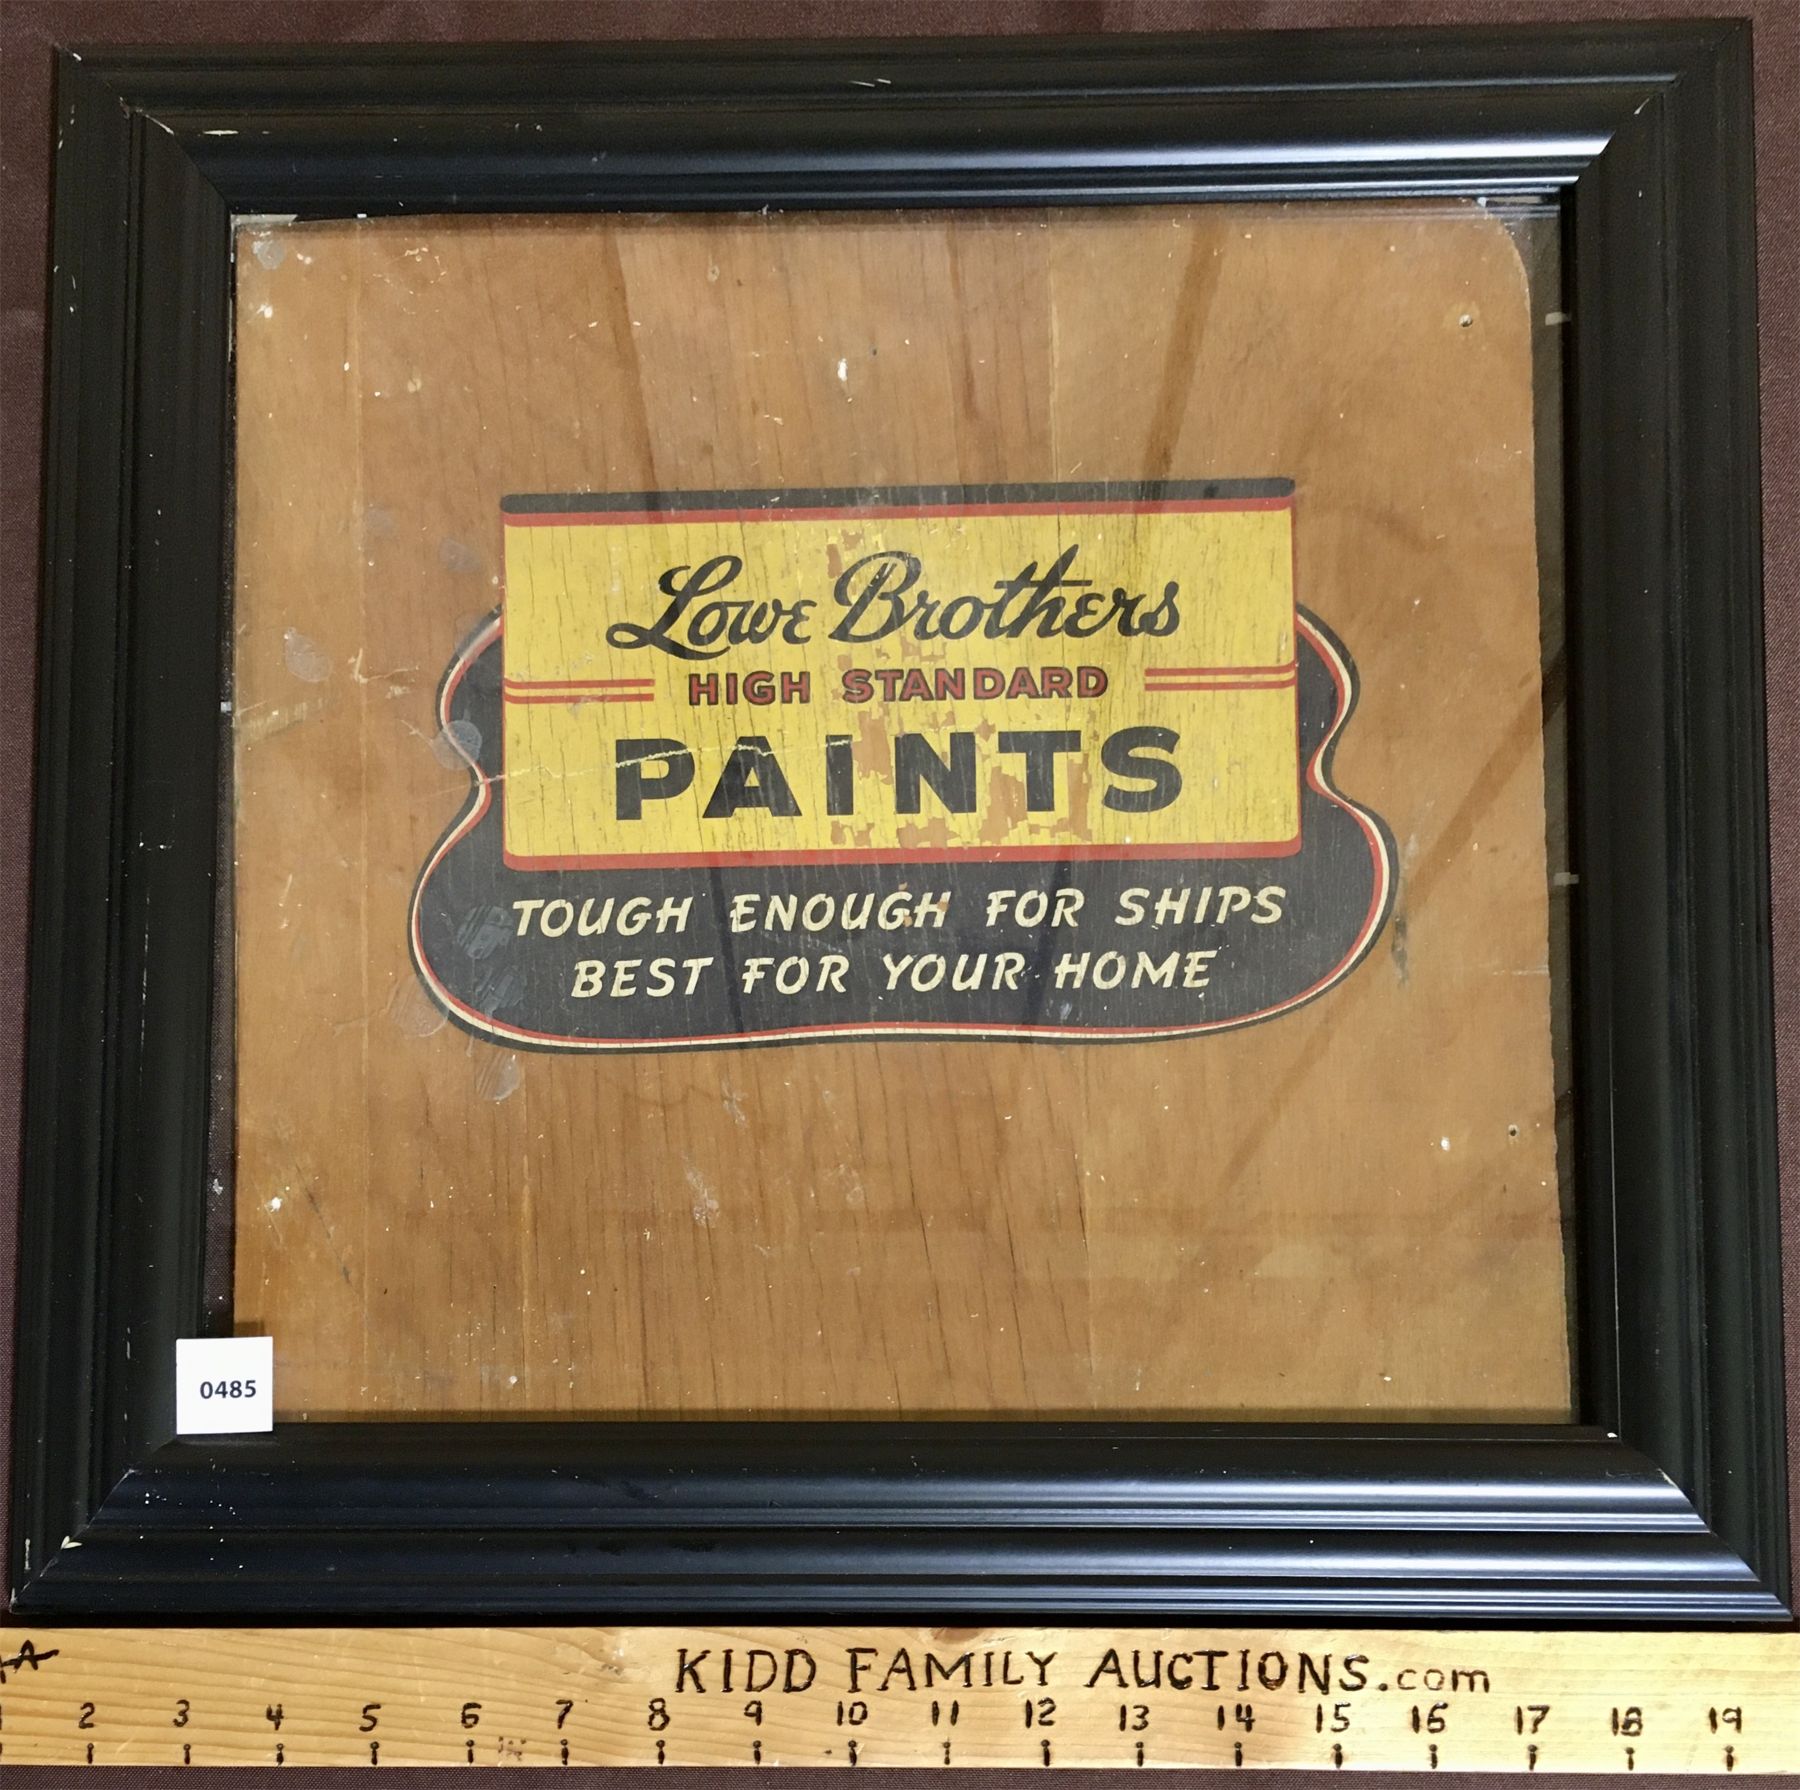 Lowe Brothers
HIGH STANDARD
PAINTS
TOUGH ENOUGH FOR SHIPS
BEST FOR YOUR HOME
0485
KIDD FAMILY AUCTIONS.com
2 3 4 5 6 7 8 9 10 11 12 13 14 15 16 17 18 19